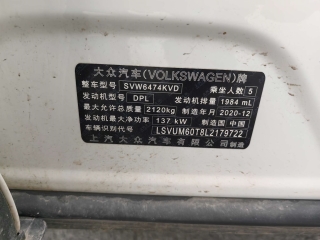 大众汽车(VOLKSWAGEN)牌
整车型号 SVW6474KVD 乘坐人数 5
发动机型号 DPL 发动机排量 1984 mL
最大允许总质量 2120kg 制造年月 2020-12
发动机最大净功率 137 kW 制造国 中国
车辆识别代号 LSVUM60T8L2179722
上汽大众汽车有限公司制造